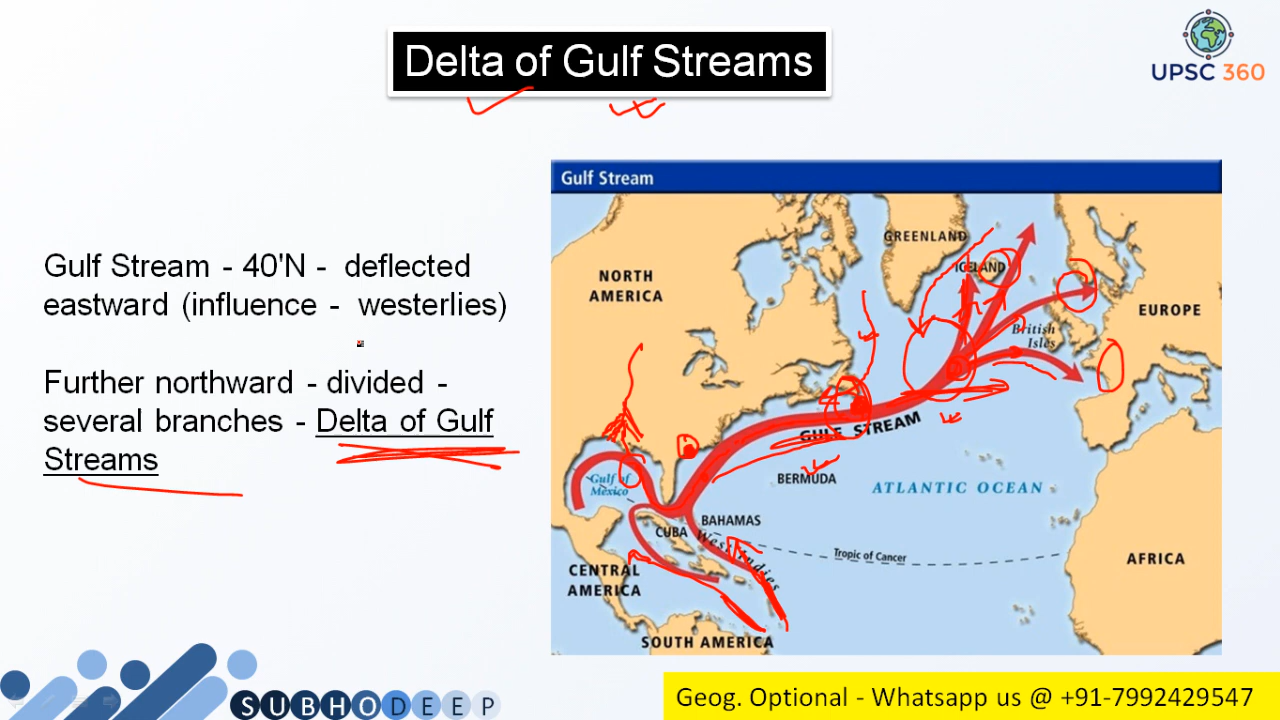 Delta of Gulf Streams
UPSC 360
Gulf Stream
Gulf Stream - 40'N - deflected
eastward (influence - westerlies)
Further northward - divided -
several branches - Delta of Gulf
Streams
GREENLAND
ICELAND
NORTH
AMERICA
EUROPE
British
Isles
GULF STREAM
Gulf of
Mexico
BERMUDA
ATLANTIC OCEAN
BAHAMAS
CUBA
West Indies
Tropic of Cancer
AFRICA
CENTRAL
AMERICA
SOUTH AMERICA
SUBHODEEP
Geog. Optional - Whatsapp us @ +91-7992429547